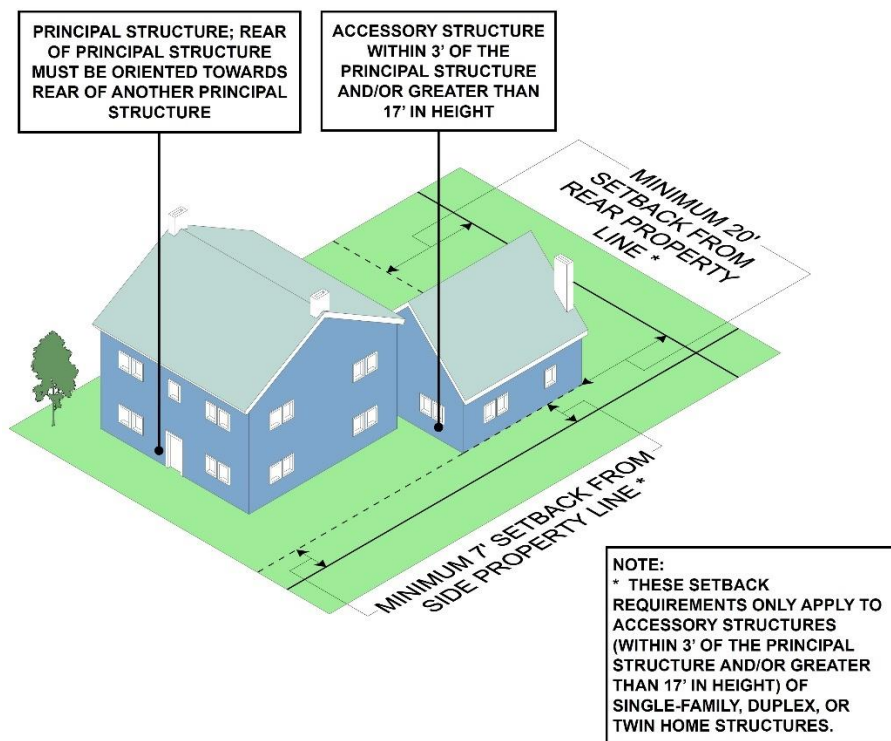 PRINCIPAL STRUCTURE; REAR
OF PRINCIPAL STRUCTURE
MUST BE ORIENTED TOWARDS
REAR OF ANOTHER PRINCIPAL
STRUCTURE
ACCESSORY STRUCTURE
WITHIN 3' OF THE
PRINCIPAL STRUCTURE
AND/OR GREATER THAN
17' IN HEIGHT
MINIMUM 20'
SETBACK FROM
REAR PROPERTY
LINE *
MINIMUM 7' SETBACK FROM
SIDE PROPERTY LINE *
NOTE:
* THESE SETBACK
REQUIREMENTS ONLY APPLY TO
ACCESSORY STRUCTURES
(WITHIN 3' OF THE PRINCIPAL
STRUCTURE AND/OR GREATER
THAN 17' IN HEIGHT) OF
SINGLE-FAMILY, DUPLEX, OR
TWIN HOME STRUCTURES.